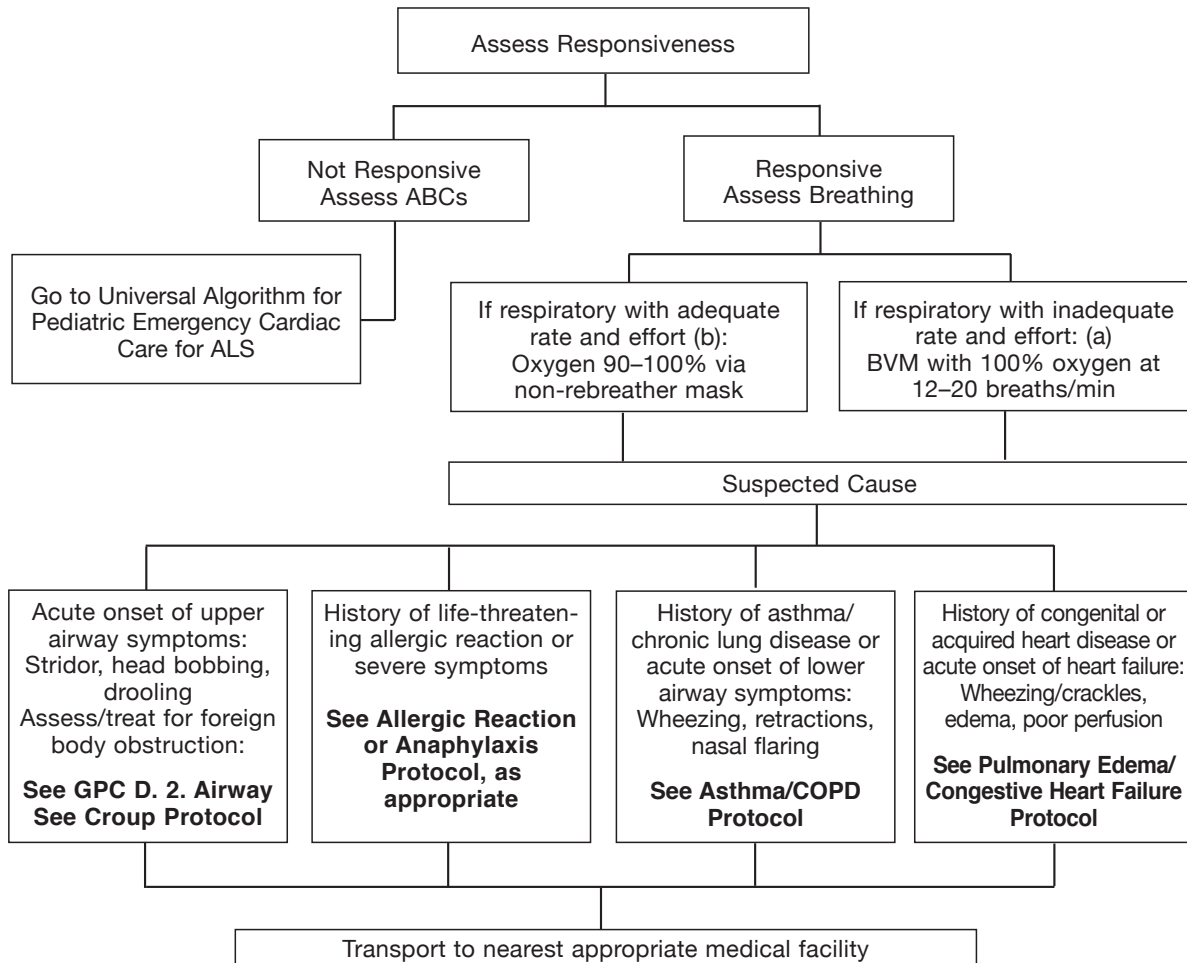 Assess Responsiveness
Not Responsive
Assess ABCs
Responsive
Assess Breathing
Go to Universal Algorithm for
Pediatric Emergency Cardiac
Care for ALS
If respiratory with adequate
rate and effort (b):
Oxygen 90–100% via
non-rebreather mask
If respiratory with inadequate
rate and effort: (a)
BVM with 100% oxygen at
12–20 breaths/min
Suspected Cause
Acute onset of upper
airway symptoms:
Stridor, head bobbing,
drooling
Assess/treat for foreign
body obstruction:
See GPC D. 2. Airway
See Croup Protocol
History of life-threaten-
ing allergic reaction or
severe symptoms
See Allergic Reaction
or Anaphylaxis
Protocol, as
appropriate
History of asthma/
chronic lung disease or
acute onset of lower
airway symptoms:
Wheezing, retractions,
nasal flaring
See Asthma/COPD
Protocol
History of congenital or
acquired heart disease or
acute onset of heart failure:
Wheezing/crackles,
edema, poor perfusion
See Pulmonary Edema/
Congestive Heart Failure
Protocol
Transport to nearest appropriate medical facility